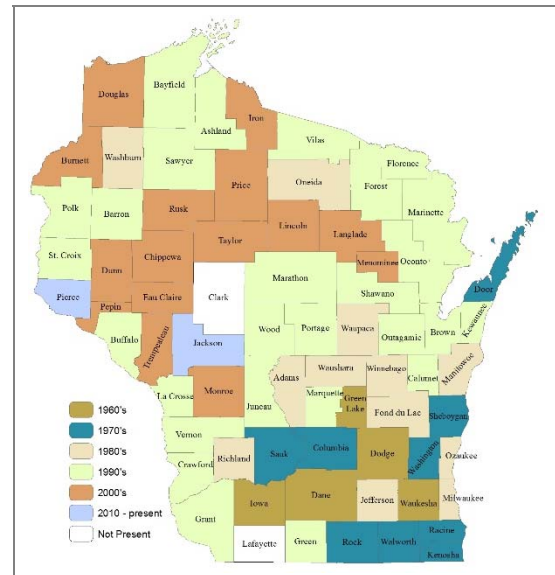 Douglas
Bayfield
Ashland
Iron
Vilas
Burnett
Washburn
Sawyer
Price
Oneida
Florence
Forest
Marinette
Polk
Barron
Rusk
Lincoln
Langlade
Taylor
Menominee
Oconto
St. Croix
Dunn
Chippewa
Marathon
Door
Pierce
Pepin
Eau Claire
Clark
Shawano
Kewaunee
Buffalo
Trempealeau
Jackson
Wood
Portage
Waupaca
Outagamie
Brown
Manitowoc
La Crosse
Monroe
Juneau
Adams
Waushara
Winnebago
Calumet
Marquette
Green
Lake
Fond du Lac
Sheboygan
Vernon
Crawford
Richland
Sauk
Columbia
Dodge
Washington
Ozaukee
Grant
Iowa
Dane
Jefferson
Waukesha
Milwaukee
Lafayette
Green
Rock
Walworth
Racine
Kenosha
1960's
1970's
1980's
1990's
2000's
2010 - present
Not Present